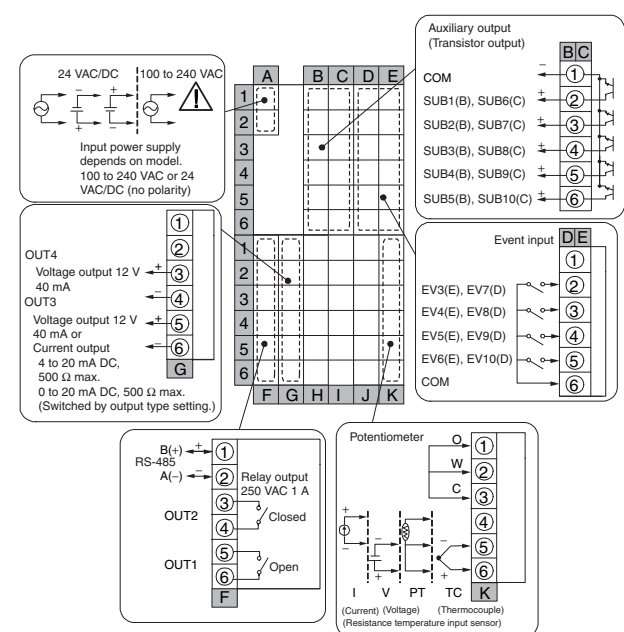 24 VAC/DC
100 to 240 VAC
Input power supply
depends on model.
100 to 240 VAC or 24
VAC/DC (no polarity)
A
B C D E
1
2
3
4
5
6
1
2
3
4
5
6
F G H I J K
Auxiliary output
(Transistor output)
B C
COM
− 1
SUB1(B), SUB6(C)
+ 2
SUB2(B), SUB7(C)
+ 3
SUB3(B), SUB8(C)
+ 4
SUB4(B), SUB9(C)
+ 5
SUB5(B), SUB10(C)
+ 6
OUT4
Voltage output 12 V
40 mA
OUT3
Voltage output 12 V
40 mA or
Current output
4 to 20 mA DC,
500 Ω max.
0 to 20 mA DC, 500 Ω max.
(Switched by output type setting.)
1
2
+ 3
− 4
+ 5
− 6
G
Event input
D E
1
EV3(E), EV7(D)
2
EV4(E), EV8(D)
3
EV5(E), EV9(D)
4
EV6(E), EV10(D)
5
COM
6
B(+)
RS-485
A(−)
+ 1
− 2
Relay output
250 VAC 1 A
OUT2
3
4
Closed
OUT1
5
6
Open
F
Potentiometer
O 1
W 2
C 3
4
5
6
K
I V PT TC
(Current) (Voltage) (Thermocouple)
(Resistance temperature input sensor)